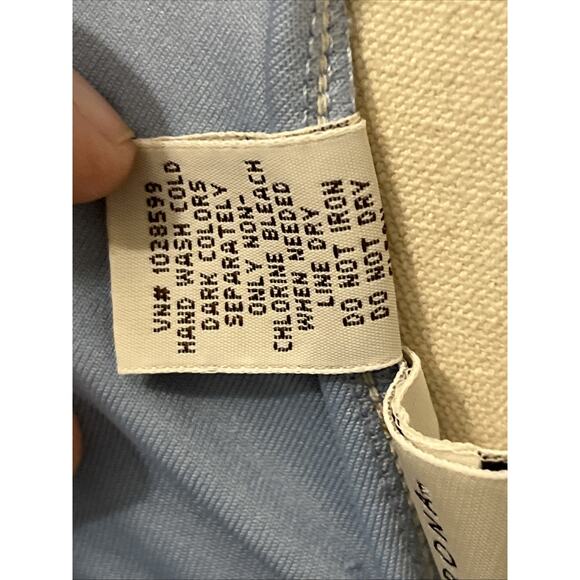 VN# 1028599
HAND WASH COLD
DARK COLORS
SEPARATELY
ONLY NON-
CHLORINE BLEACH
WHEN NEEDED
LINE DRY
DO NOT IRON
DO NOT DRY